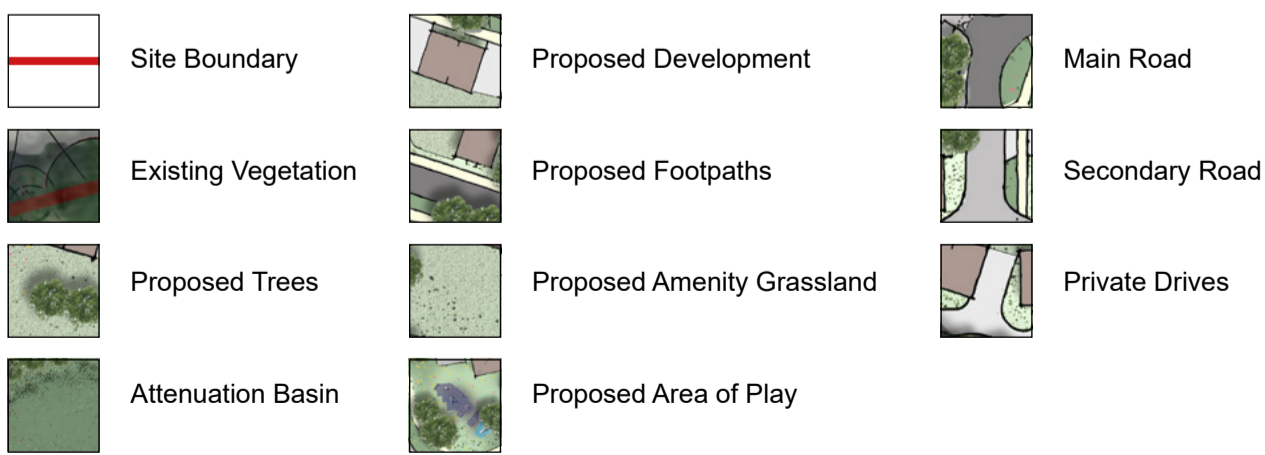 Site Boundary
Existing Vegetation
Proposed Trees
Attenuation Basin
Proposed Development
Proposed Footpaths
Proposed Amenity Grassland
Proposed Area of Play
Main Road
Secondary Road
Private Drives